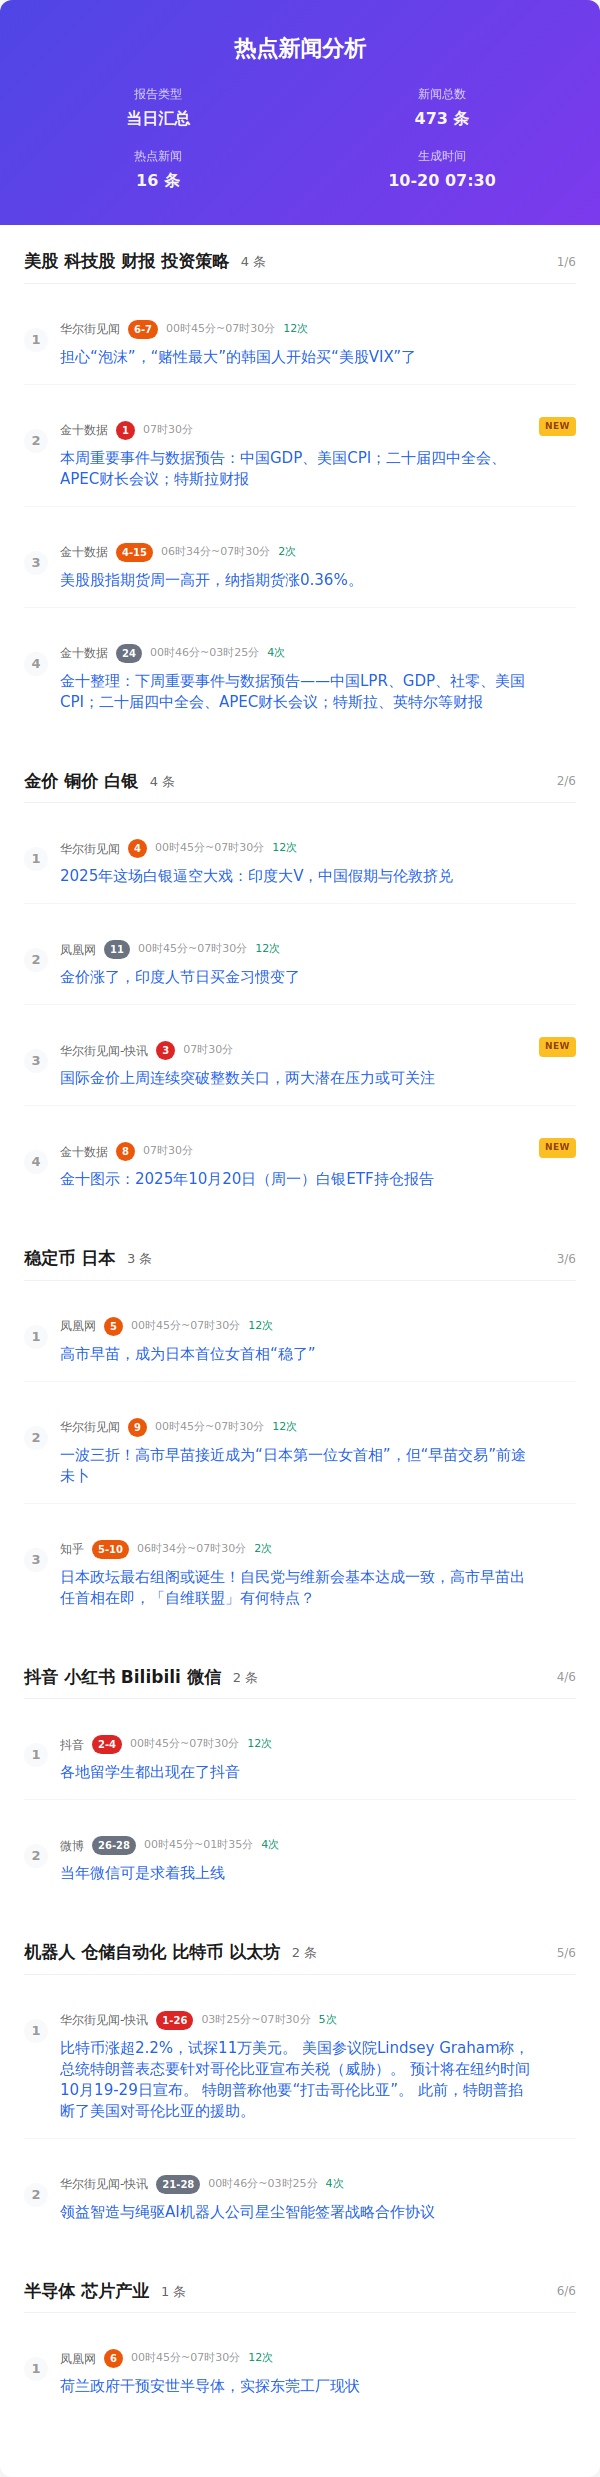 热点新闻分析
报告类型 新闻总数
当日汇总 473 条
热点新闻 生成时间
16 条 10-20 07:30
美股 科技股 财报 投资策略 4 条 1/6
1 华尔街见闻 6-7 00时45分~07时30分 12次
担心“泡沫”，“赌性最大”的韩国人开始买“美股VIX”了
2 金十数据 1 07时30分 NEW
本周重要事件与数据预告：中国GDP、美国CPI；二十届四中全会、
APEC财长会议；特斯拉财报
3 金十数据 4-15 06时34分~07时30分 2次
美股股指期货周一高开，纳指期货涨0.36%。
4 金十数据 24 00时46分~03时25分 4次
金十整理：下周重要事件与数据预告——中国LPR、GDP、社零、美国
CPI；二十届四中全会、APEC财长会议；特斯拉、英特尔等财报
金价 铜价 白银 4 条 2/6
1 华尔街见闻 4 00时45分~07时30分 12次
2025年这场白银逼空大戏：印度大V，中国假期与伦敦挤兑
2 凤凰网 11 00时45分~07时30分 12次
金价涨了，印度人节日买金习惯变了
3 华尔街见闻-快讯 3 07时30分 NEW
国际金价上周连续突破整数关口，两大潜在压力或可关注
4 金十数据 8 07时30分 NEW
金十图示：2025年10月20日（周一）白银ETF持仓报告
稳定币 日本 3 条 3/6
1 凤凰网 5 00时45分~07时30分 12次
高市早苗，成为日本首位女首相“稳了”
2 华尔街见闻 9 00时45分~07时30分 12次
一波三折！高市早苗接近成为“日本第一位女首相”，但“早苗交易”前途
未卜
3 知乎 5-10 06时34分~07时30分 2次
日本政坛最右组阁或诞生！自民党与维新会基本达成一致，高市早苗出
任首相在即，「自维联盟」有何特点？
抖音 小红书 Bilibili 微信 2 条 4/6
1 抖音 2-4 00时45分~07时30分 12次
各地留学生都出现在了抖音
2 微博 26-28 00时45分~01时35分 4次
当年微信可是求着我上线
机器人 仓储自动化 比特币 以太坊 2 条 5/6
1 华尔街见闻-快讯 1-26 03时25分~07时30分 5次
比特币涨超2.2%，试探11万美元。 美国参议院Lindsey Graham称，
总统特朗普表态要针对哥伦比亚宣布关税（威胁）。 预计将在纽约时间
10月19-29日宣布。 特朗普称他要“打击哥伦比亚”。 此前，特朗普掐
断了美国对哥伦比亚的援助。
2 华尔街见闻-快讯 21-28 00时46分~03时25分 4次
领益智造与绳驱AI机器人公司星尘智能签署战略合作协议
半导体 芯片产业 1 条 6/6
1 凤凰网 6 00时45分~07时30分 12次
荷兰政府干预安世半导体，实探东莞工厂现状